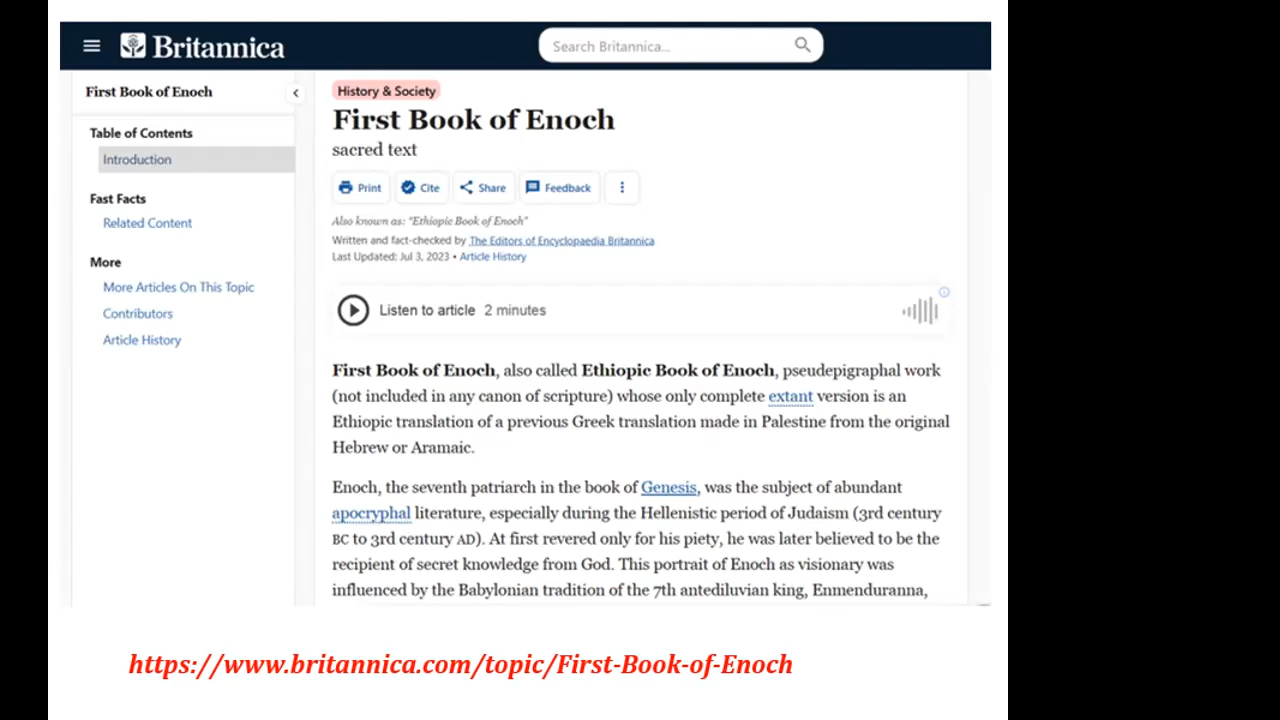 Britannica
Search Britannica...
First Book of Enoch
Table of Contents
Introduction
Fast Facts
Related Content
More
More Articles On This Topic
Contributors
Article History
History & Society
First Book of Enoch
sacred text
Print
Cite
Share
Feedback
Also known as: "Ethiopic Book of Enoch"
Written and fact-checked by The Editors of Encyclopaedia Britannica
Last Updated: Jul 3, 2023 • Article History
Listen to article 2 minutes
First Book of Enoch, also called Ethiopic Book of Enoch, pseudepigraphal work
(not included in any canon of scripture) whose only complete extant version is an
Ethiopic translation of a previous Greek translation made in Palestine from the original
Hebrew or Aramaic.
Enoch, the seventh patriarch in the book of Genesis, was the subject of abundant
apocryphal literature, especially during the Hellenistic period of Judaism (3rd century
BC to 3rd century AD). At first revered only for his piety, he was later believed to be the
recipient of secret knowledge from God. This portrait of Enoch as visionary was
influenced by the Babylonian tradition of the 7th antediluvian king, Enmenduranna,
https://www.britannica.com/topic/First-Book-of-Enoch